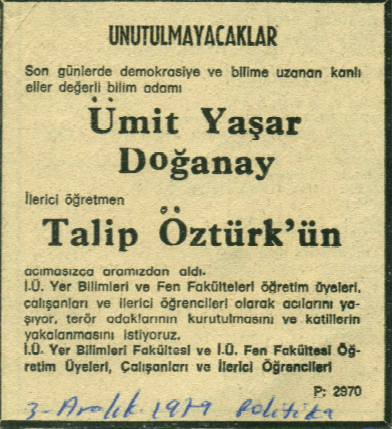 UNUTULMAYACAKLAR
Son günlerde demokrasiye ve bilime uzanan kanlı
eller değerli bilim adamı
Ümit Yaşar
Doğanay
İlerici öğretmen
Talip Öztürk'ün
acımasızca aramızdan aldı.
İ.Ü. Yer Bilimleri ve Fen Fakülteleri öğretim üyeleri,
çalışanları ve ilerici öğrencileri olarak acılarını ya-
şıyor, terör odaklarının kurutulmasını ve katillerin
yakalanmasını istiyoruz.
İ.Ü. Yer Bilimleri Fakültesi ve İ.Ü. Fen Fakültesi Öğ-
retim Üyeleri, Çalışanları ve İlerici Öğrencileri
P: 2970
3-Aralık-1979 Politika